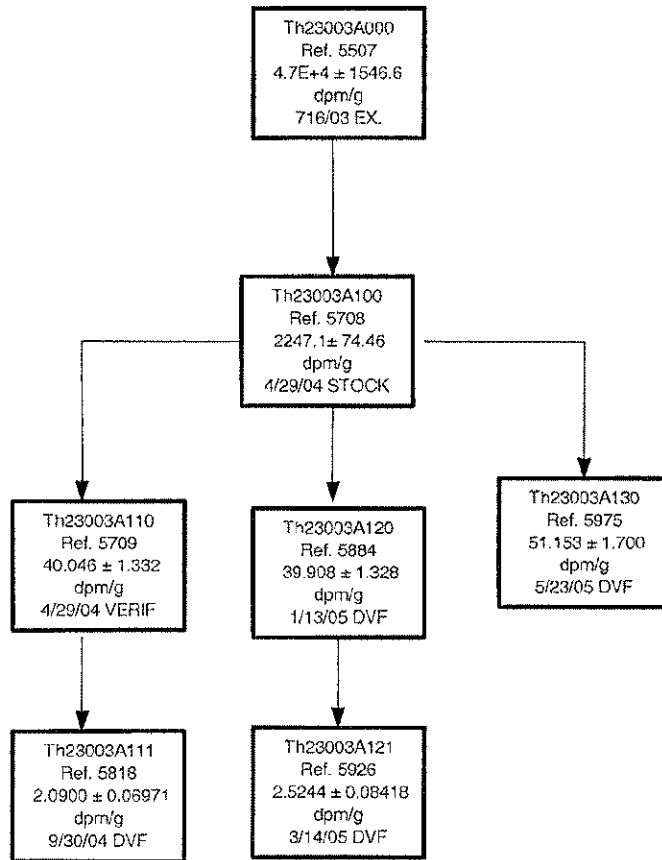 Th23003A000
Ref. 5507
4.7E+4 ± 1546.6
dpm/g
716/03 EX.
Th23003A100
Ref. 5708
2247.1± 74.46
dpm/g
4/29/04 STOCK
Th23003A110
Ref. 5709
40.046 ± 1.332
dpm/g
4/29/04 VERIF
Th23003A120
Ref. 5884
39.908 ± 1.328
dpm/g
1/13/05 DVF
Th23003A130
Ref. 5975
51.153 ± 1.700
dpm/g
5/23/05 DVF
Th23003A111
Ref. 5818
2.0900 ± 0.06971
dpm/g
9/30/04 DVF
Th23003A121
Ref. 5926
2.5244 ± 0.08418
dpm/g
3/14/05 DVF